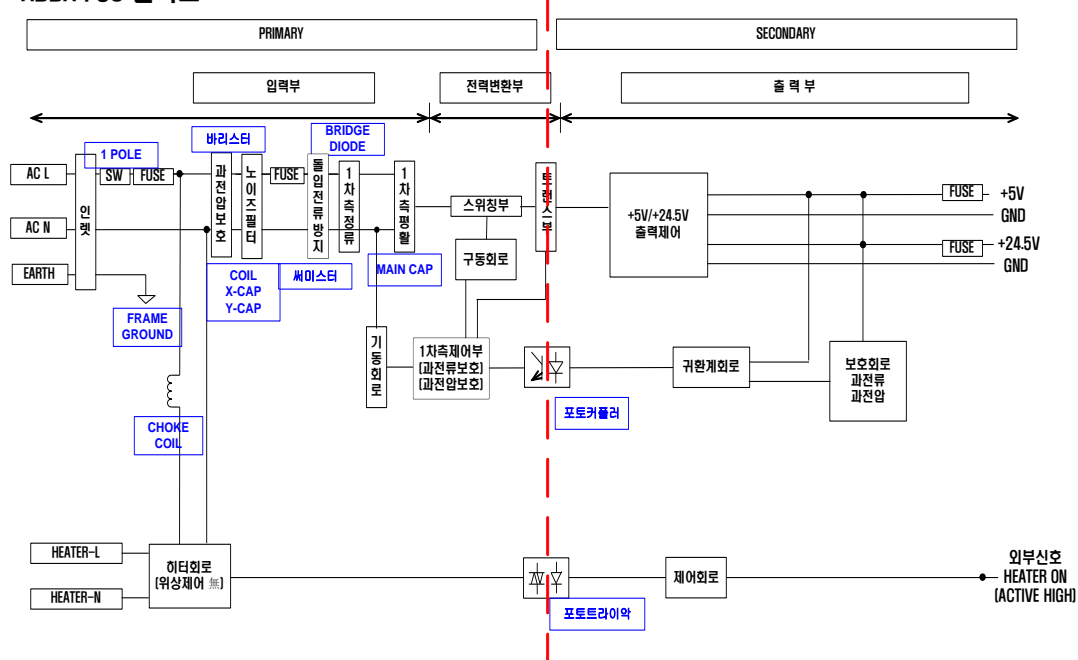 PRIMARY
SECONDARY
입력부
전력변환부
출 력 부
바리스터
BRIDGE
DIODE
1 POLE
AC L
SW
FUSE
FUSE
인렛
과전압보호
노이즈필터
돌입전류방지
1차측정류
1차측평활
스위칭부
트랜스부
+5V/+24.5V
출력제어
FUSE
+5V
GND
FUSE
+24.5V
GND
AC N
EARTH
구동회로
COIL
X-CAP
Y-CAP
써미스터
MAIN CAP
FRAME
GROUND
기동회로
1차측제어부
(과전류보호)
(과전압보호)
귀환계회로
보호회로
과전류
과전압
포토커플러
CHOKE
COIL
HEATER-L
HEATER-N
히터회로
(위상제어 無)
제어회로
외부신호
HEATER ON
(ACTIVE HIGH)
포토트라이악